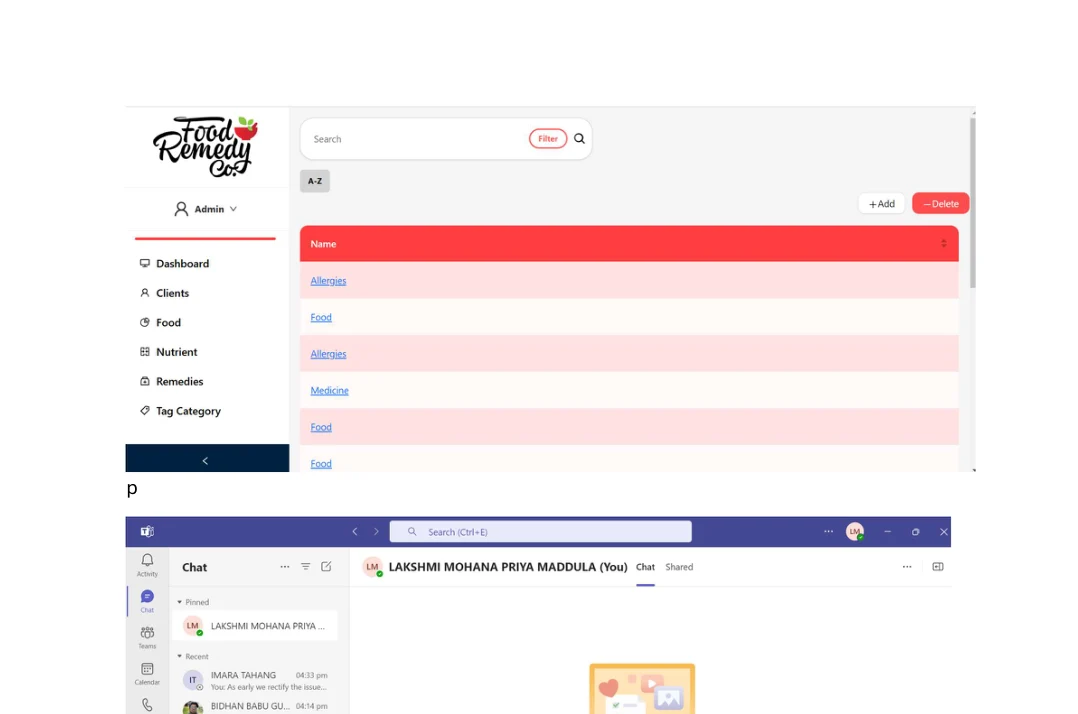 Food
Remedy
Co.
Search
Filter
A-Z
Admin
+ Add
– Delete
Name
Dashboard
Allergies
Clients
Food
Food
Nutrient
Allergies
Remedies
Medicine
Tag Category
Food
Food
p
Search (Ctrl+E)
LM
Activity
Chat
LM
LAKSHMI MOHANA PRIYA MADDULA (You)
Chat
Shared
Chat
Pinned
LM
LAKSHMI MOHANA PRIYA ...
Teams
Recent
Calendar
IT
IMARA TAHANG
04:33 pm
You: As early we rectify the issue...
BIDHAN BABU GU...
04:14 pm